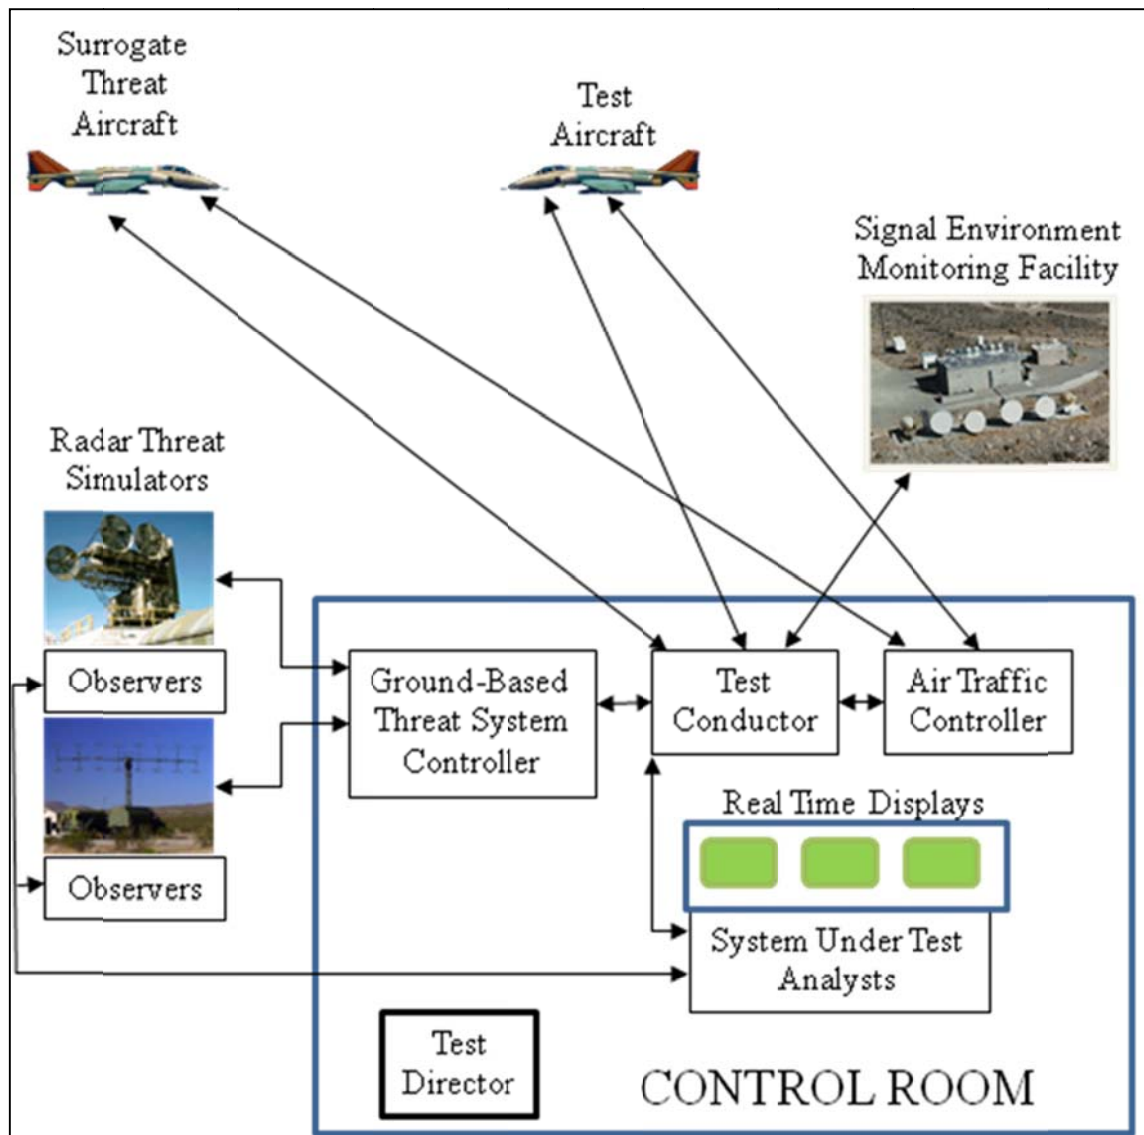 Surrogate
Threat
Aircraft
Test
Aircraft
Signal Environment
Monitoring Facility
Radar Threat
Simulators
Observers
Observers
Ground-Based
Threat System
Controller
Test
Conductor
Air Traffic
Controller
Real Time Displays
System Under Test
Analysts
Test
Director
CONTROL ROOM